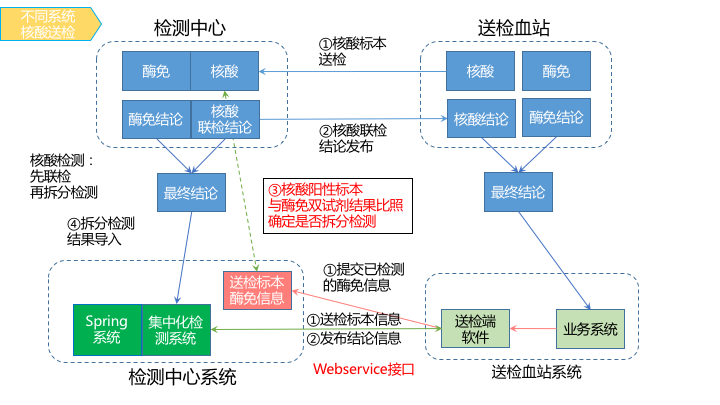 不同系统
核酸送检
检测中心
送检血站
①核酸标本
送检
酶免
核酸
核酸
酶免
酶免结论
核酸
联检结论
核酸结论
酶免结论
②核酸联检
结论发布
核酸检测：
先联检
再拆分检测
最终结论
③核酸阳性标本
与酶免双试剂结果比照
确定是否拆分检测
最终结论
④拆分检测
结果导入
送检标本
酶免信息
①提交已检测
的酶免信息
Spring
系统
集中化检
测系统
①送检标本信息
②发布结论信息
送检端
软件
业务系统
Webservice接口
检测中心系统
送检血站系统